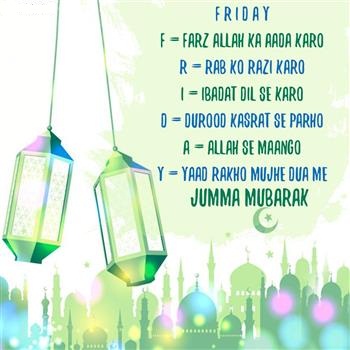 FRIDAY
F = FARZ ALLAH KA AADA KARO
R = RAB KO RAZI KARO
I = IBADAT DIL SE KARO
D = DUROOD KASRAT SE PARHO
A = ALLAH SE MAANGO
Y = YAAD RAKHO MUJHE DUA ME
JUMMA MUBARAK